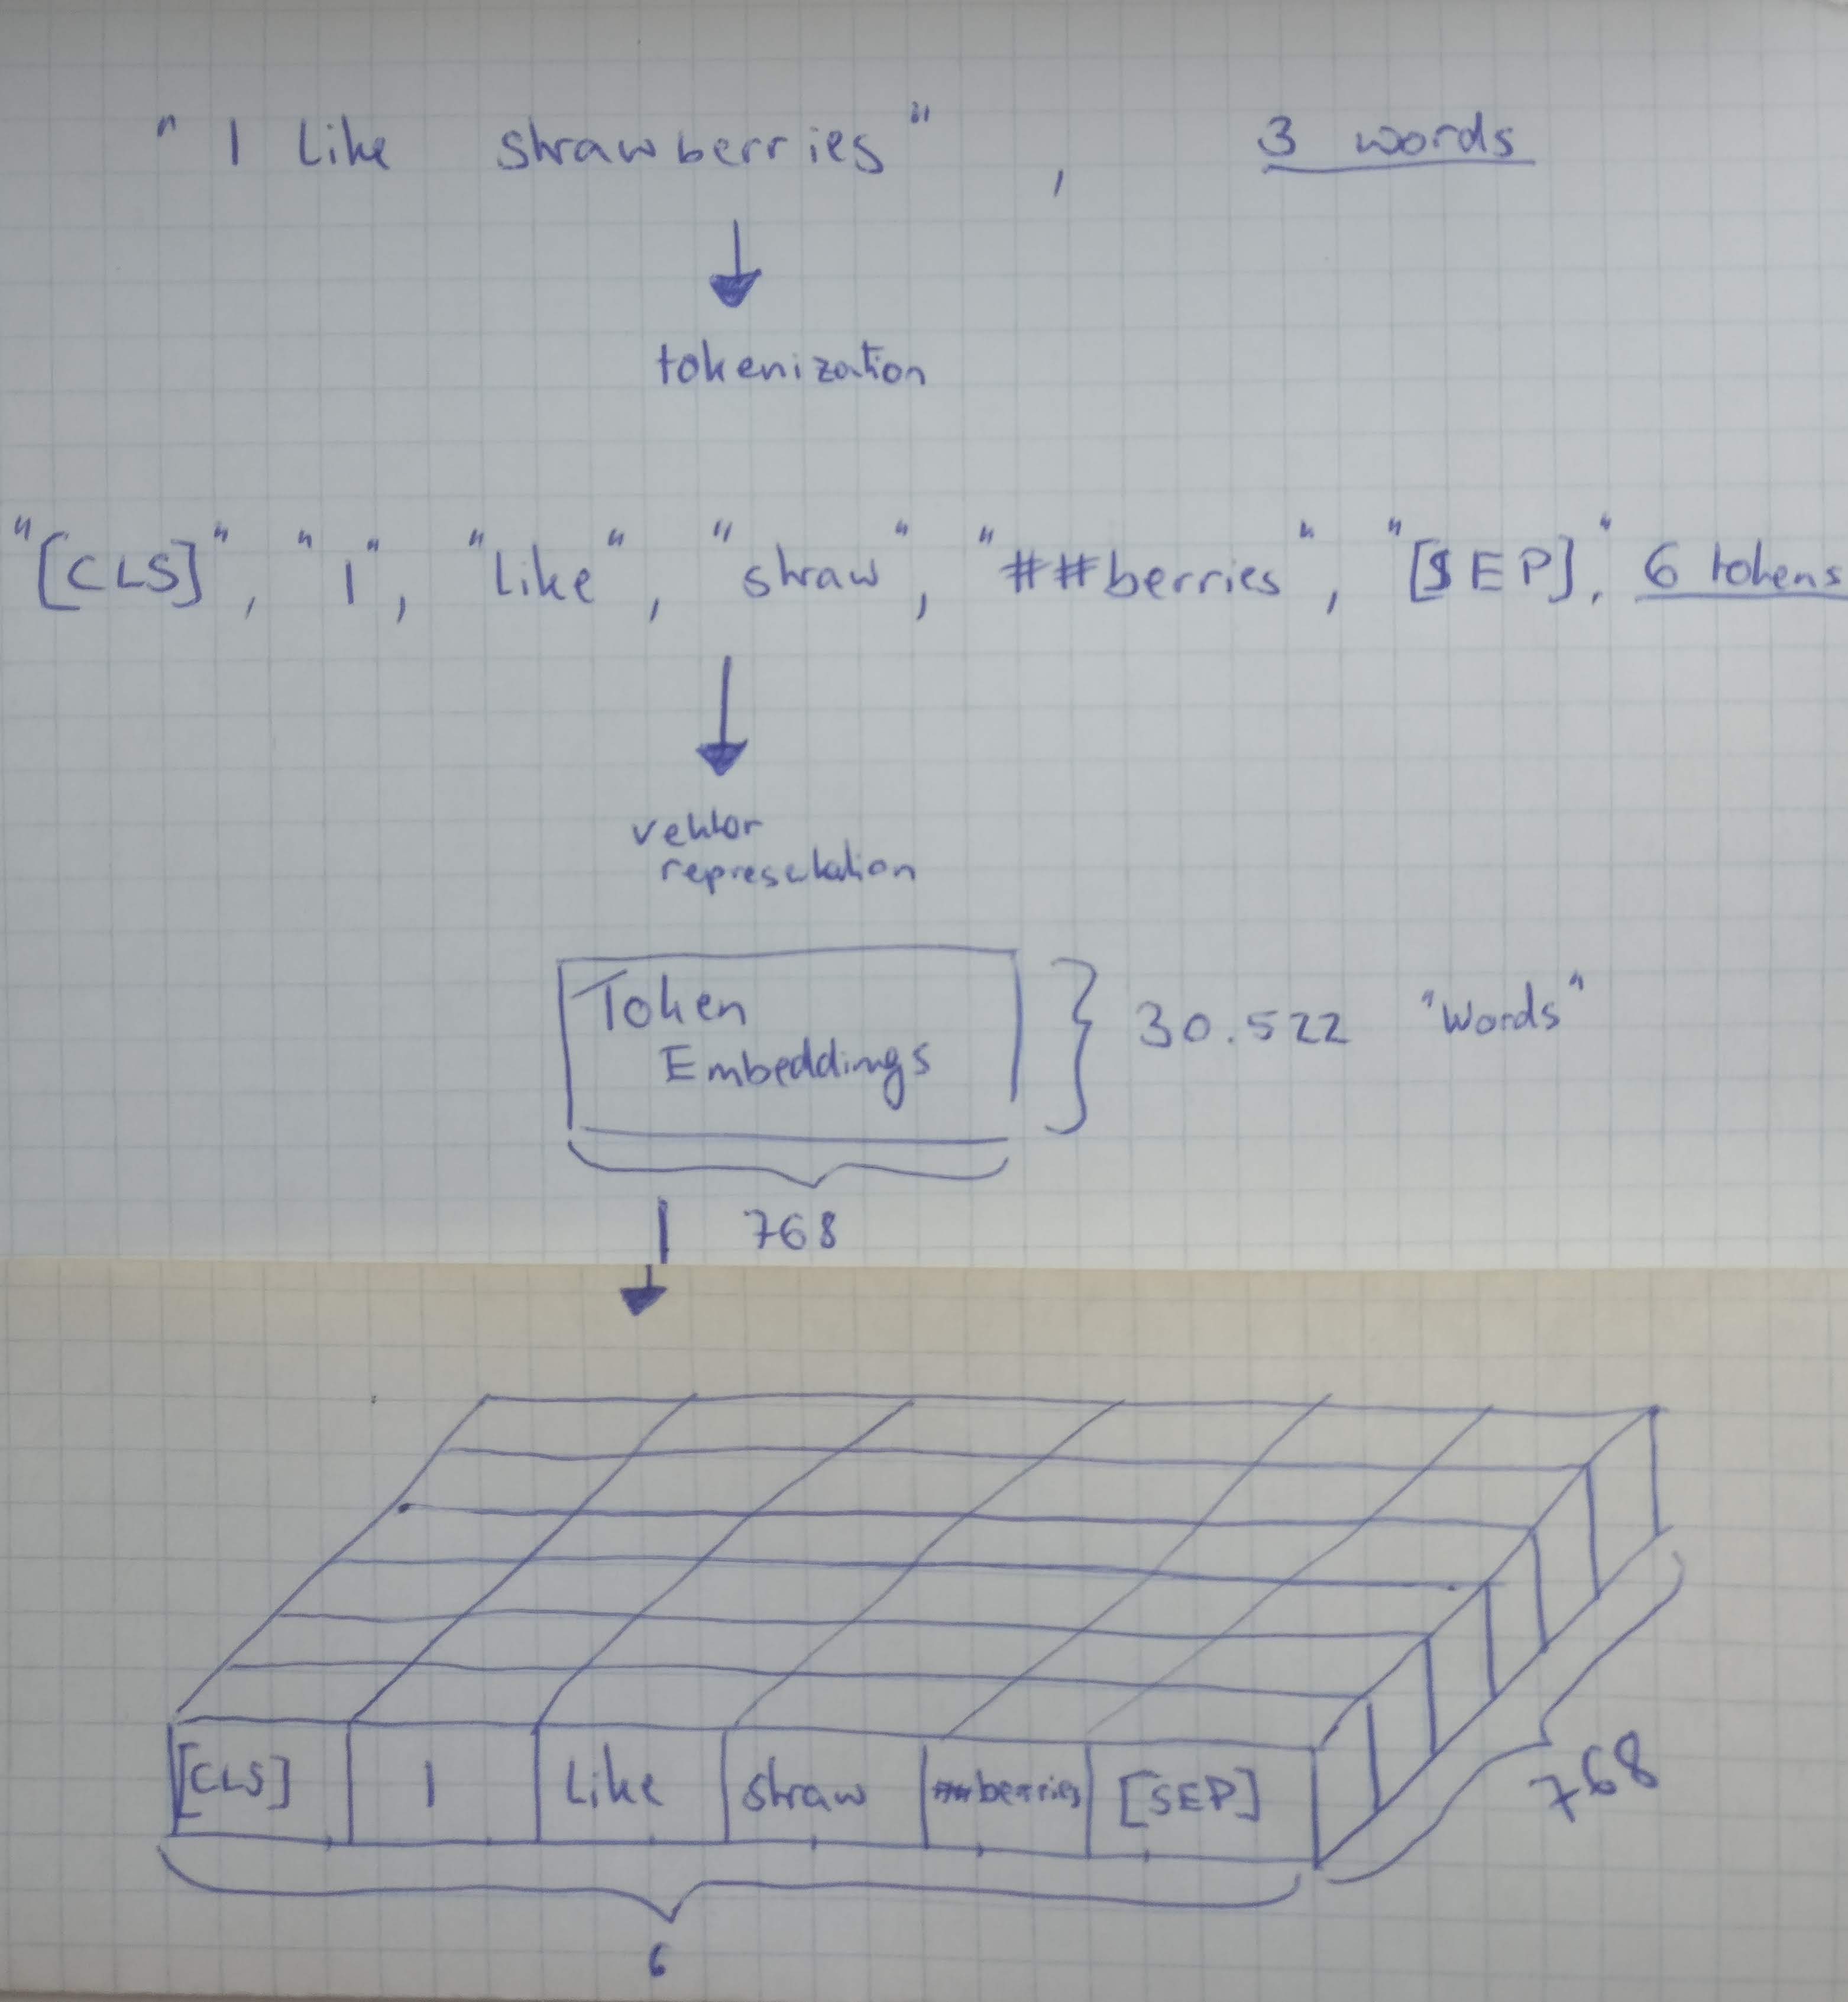 " I like strawberries " , 3 words
tokenization
"[CLS]", "I", "like", "straw", "##berries", "[SEP]". 6 tokens
vektor
represetation
Token
Embeddings
30.522 "Words"
768
[CLS] I like straw ##berries [SEP]
768
6